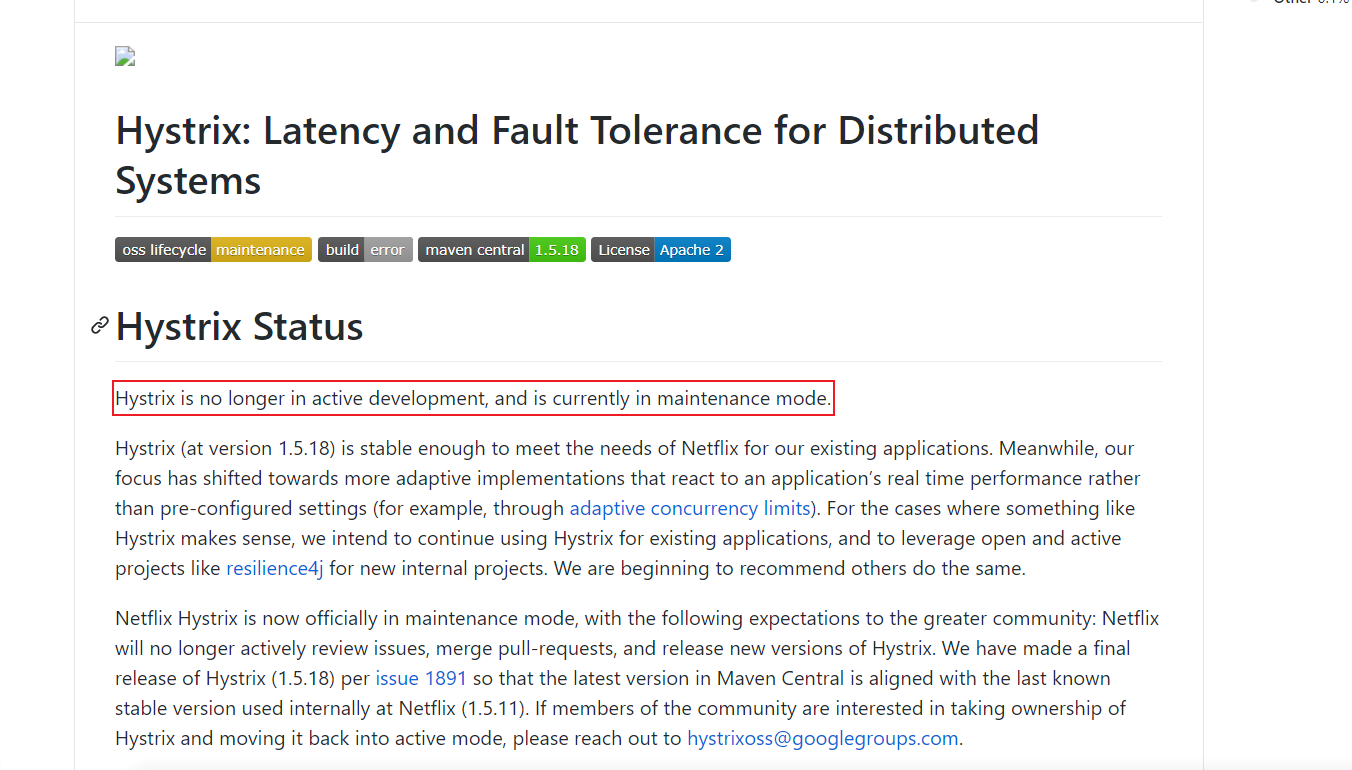 Other 0.1%
Hystrix: Latency and Fault Tolerance for Distributed
Systems
oss lifecycle maintenance build error maven central 1.5.18 License Apache 2
Hystrix Status
Hystrix is no longer in active development, and is currently in maintenance mode.
Hystrix (at version 1.5.18) is stable enough to meet the needs of Netflix for our existing applications. Meanwhile, our
focus has shifted towards more adaptive implementations that react to an application’s real time performance rather
than pre-configured settings (for example, through adaptive concurrency limits). For the cases where something like
Hystrix makes sense, we intend to continue using Hystrix for existing applications, and to leverage open and active
projects like resilience4j for new internal projects. We are beginning to recommend others do the same.
Netflix Hystrix is now officially in maintenance mode, with the following expectations to the greater community: Netflix
will no longer actively review issues, merge pull-requests, and release new versions of Hystrix. We have made a final
release of Hystrix (1.5.18) per issue 1891 so that the latest version in Maven Central is aligned with the last known
stable version used internally at Netflix (1.5.11). If members of the community are interested in taking ownership of
Hystrix and moving it back into active mode, please reach out to hystrixoss@googlegroups.com.